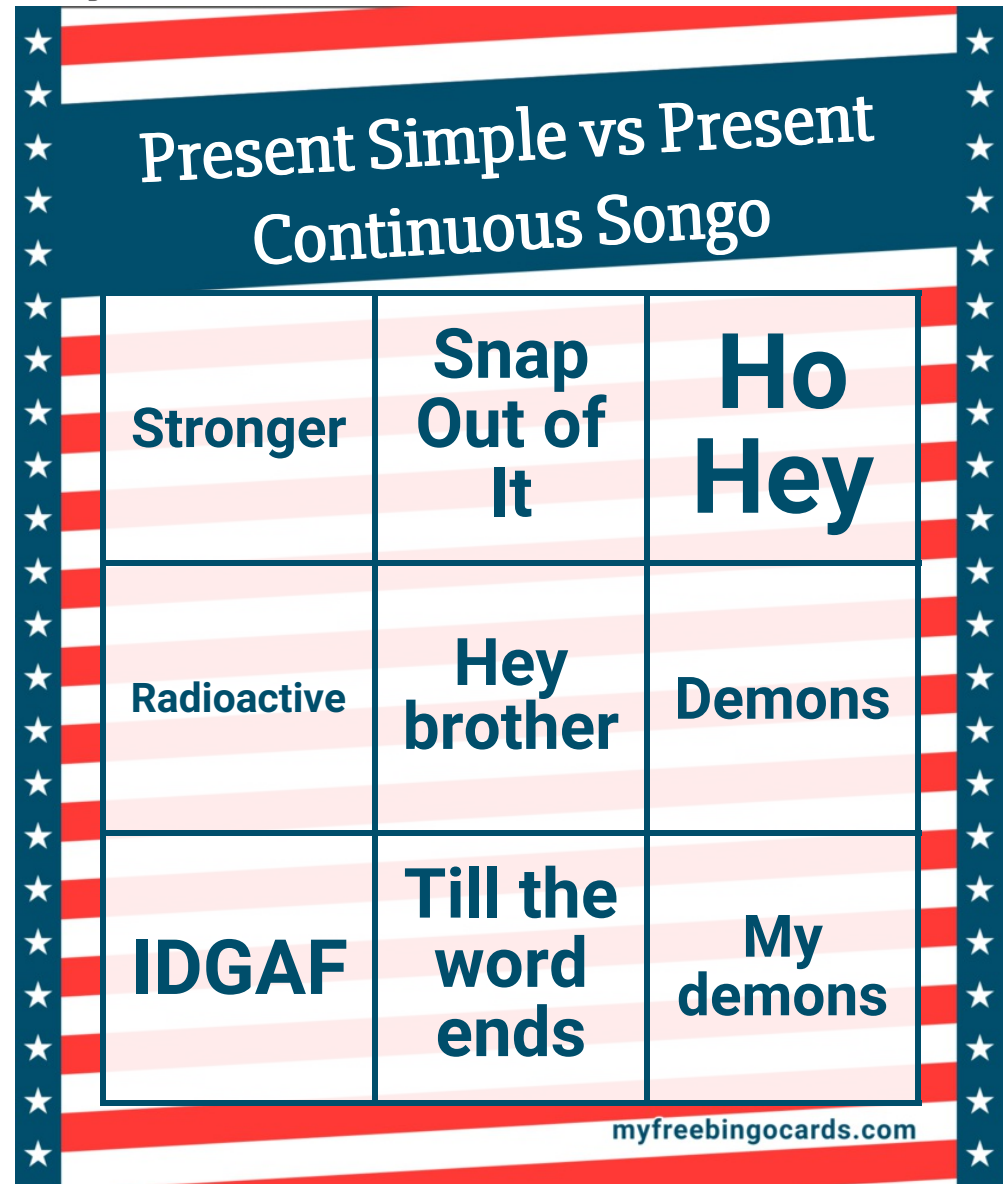 Present Simple vs Present
Continuous Songo
Stronger
Snap
Out of
It
Ho
Hey
Radioactive
Hey
brother
Demons
IDGAF
Till the
word
ends
My
demons
myfreebingocards.com